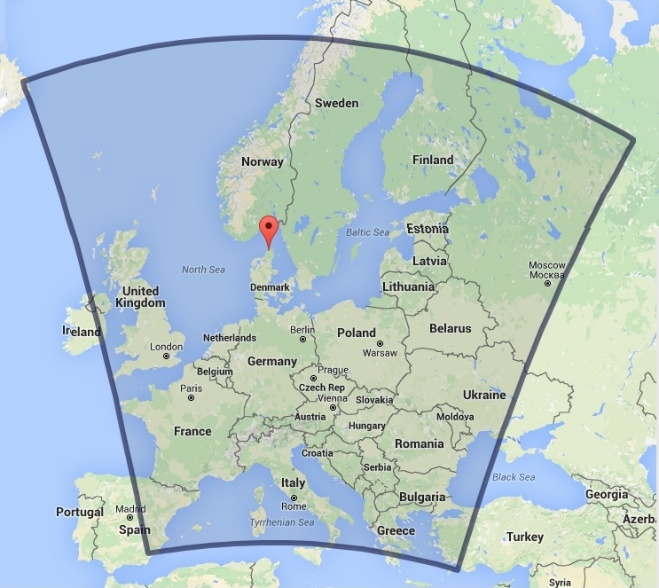 Sweden
Norway
Finland
Estonia
Baltic Sea
Latvia
North Sea
Moscow
Москва
Denmark
Lithuania
United
Kingdom
Ireland
Belarus
Berlin
Poland
Netherlands
London
Warsaw
Germany
Belgium
Prague
Paris
Czech Rep
Ukraine
Vienna
Slovakia
Austria
Moldova
Hungary
France
Romania
Croatia
Serbia
Black Sea
Italy
Georgia
Bulgaria
Rome
Portugal
Madrid
Azerb
Tyrrhenian Sea
Spain
Greece
Turkey
Syria